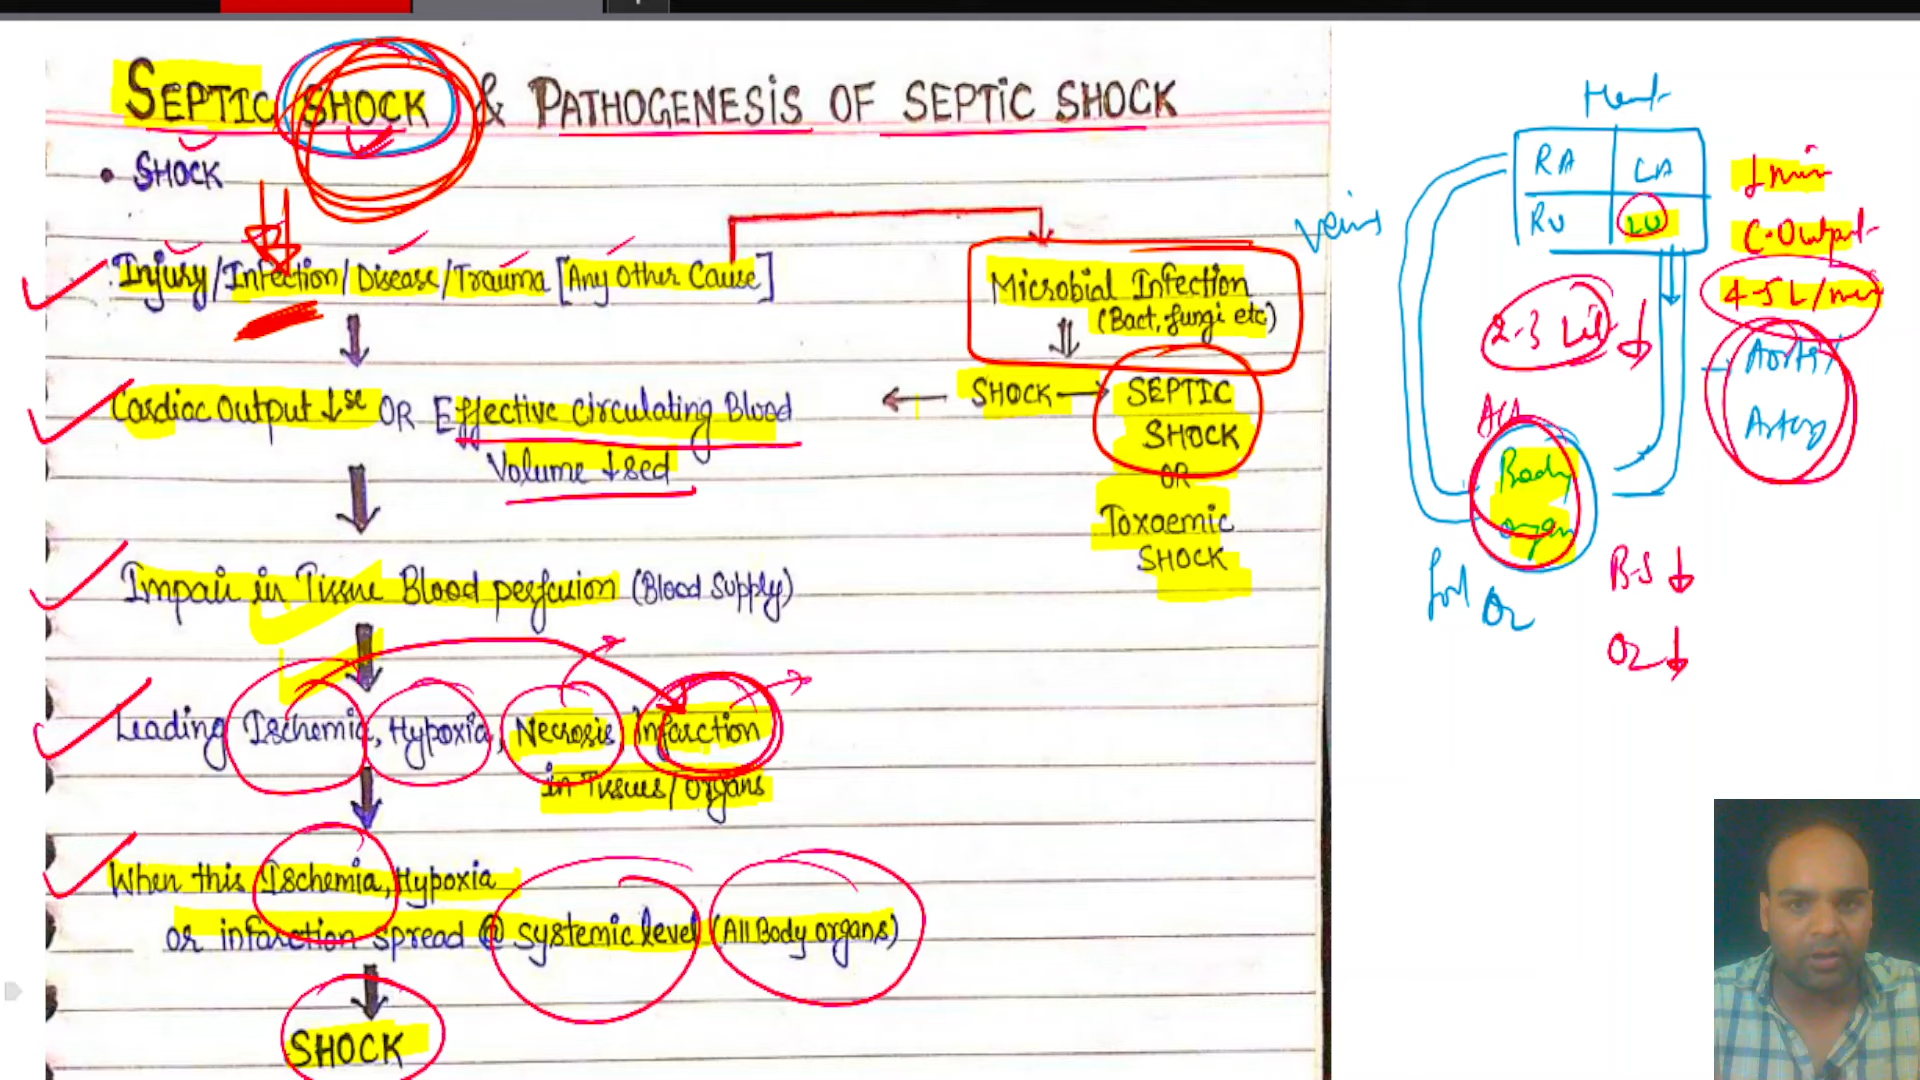 SEPTIC SHOCK & PATHOGENESIS OF SEPTIC SHOCK
• SHOCK
Injury/Infection/Disease/Trauma [Any Other Cause]
Microbial Infection
(Bact, fungi etc)
Cardiac Output ↓se OR Effective Circulating Blood
Volume ↓sed
← SHOCK → SEPTIC
SHOCK
OR
Toxaemic
SHOCK
Impair in Tissue Blood perfusion (Blood Supply)
Leading Ischemia, Hypoxia, Necrosis Infarction
in Tissues/Organs
When this Ischemia, Hypoxia
or infarction spread @ systemic level (All Body organs)
SHOCK
Heart
RA LA
RV LV
Veins
1 min
C.Output
4-5 L/min
2-3 Lit ↓
Aorta/
Artery
Body
organ
O2
B.S ↓
O2 ↓